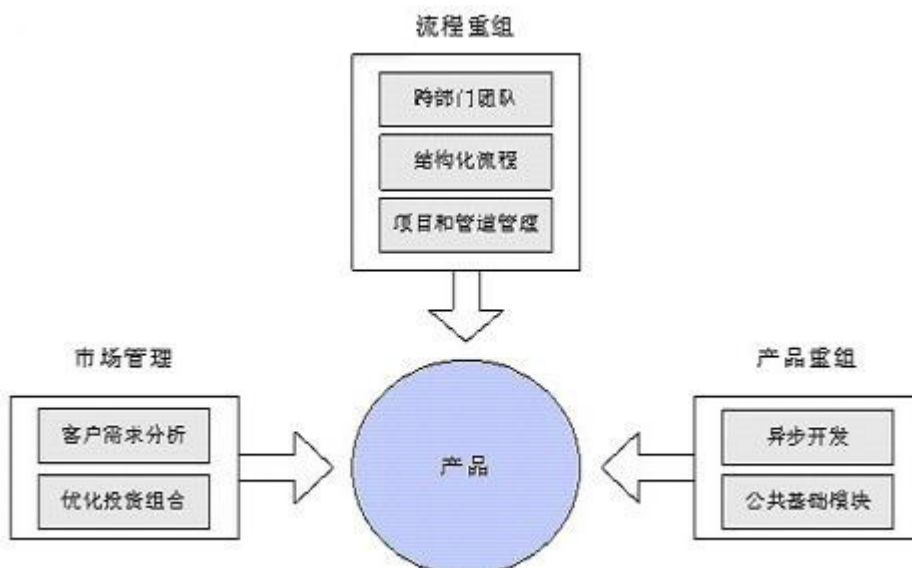 流程重组
跨部门团队
结构化流程
项目和管道管理
市场管理
客户需求分析
优化投资组合
产品
产品重组
异步开发
公共基础模块